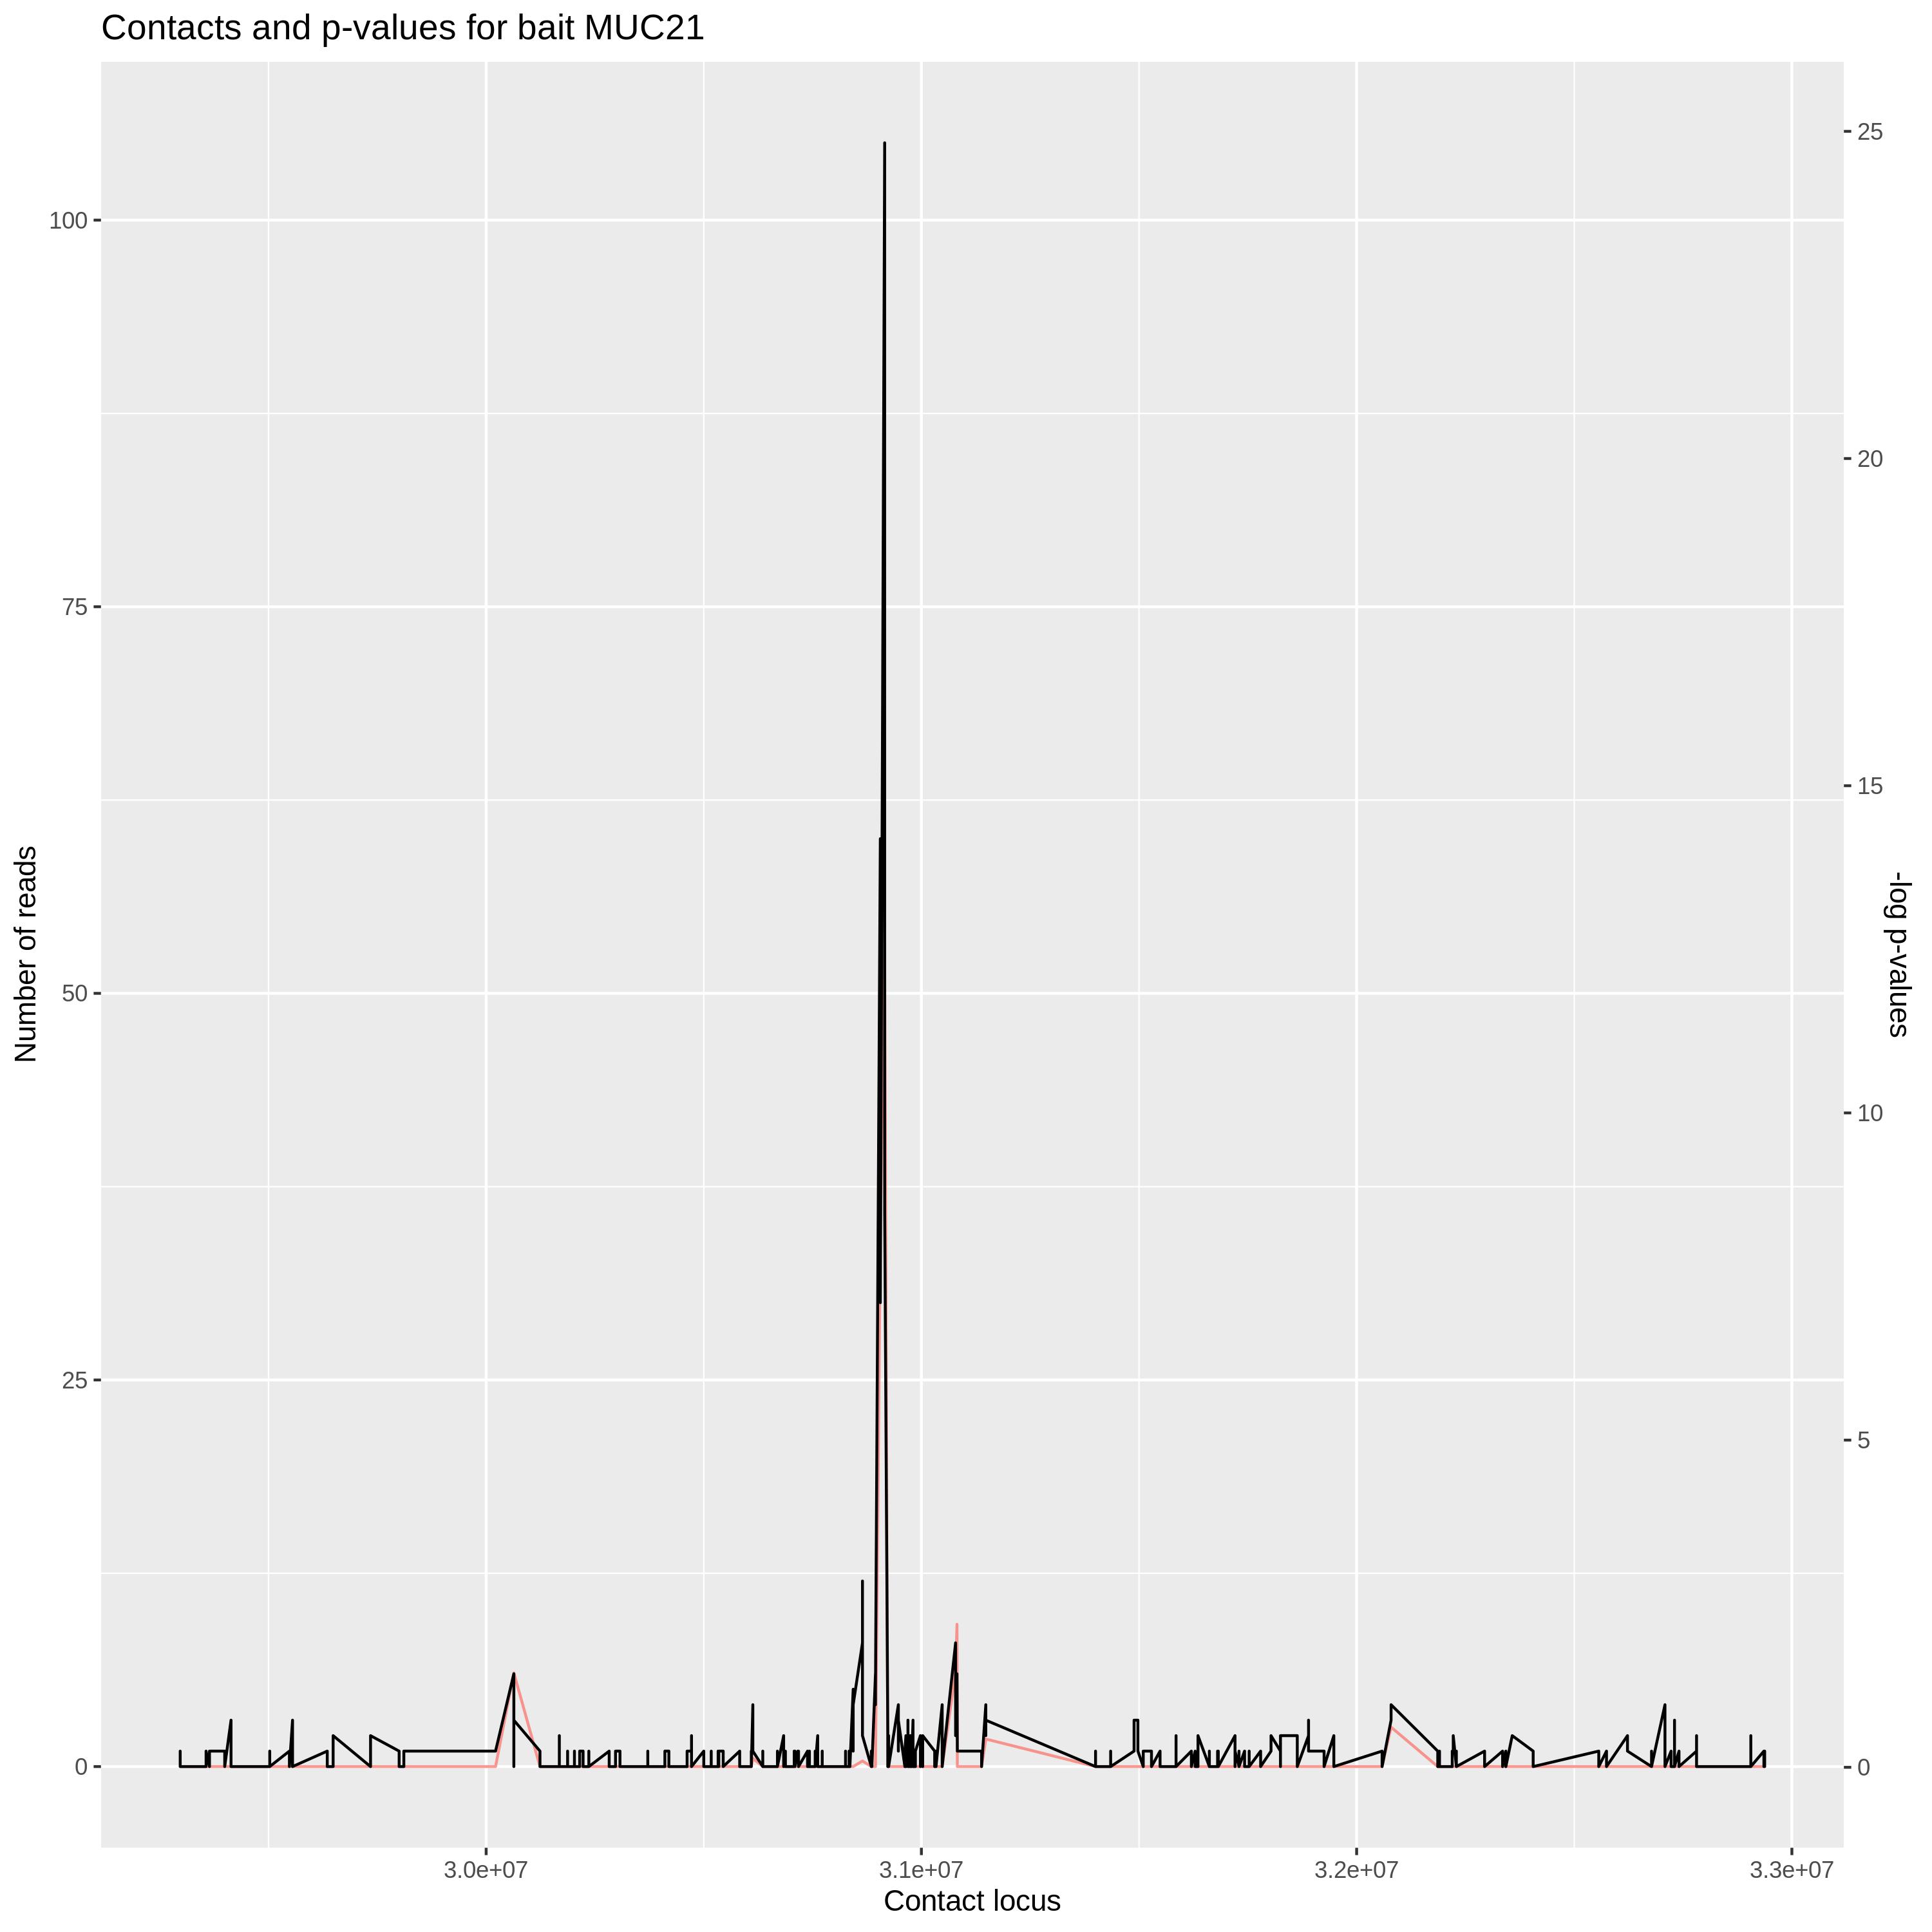 Contacts and p-values for bait MUC21
Number of reads
100
75
50
25
0
25
20
15
10
5
0
-log p-values
3.0e+07
3.1e+07
3.2e+07
3.3e+07
Contact locus